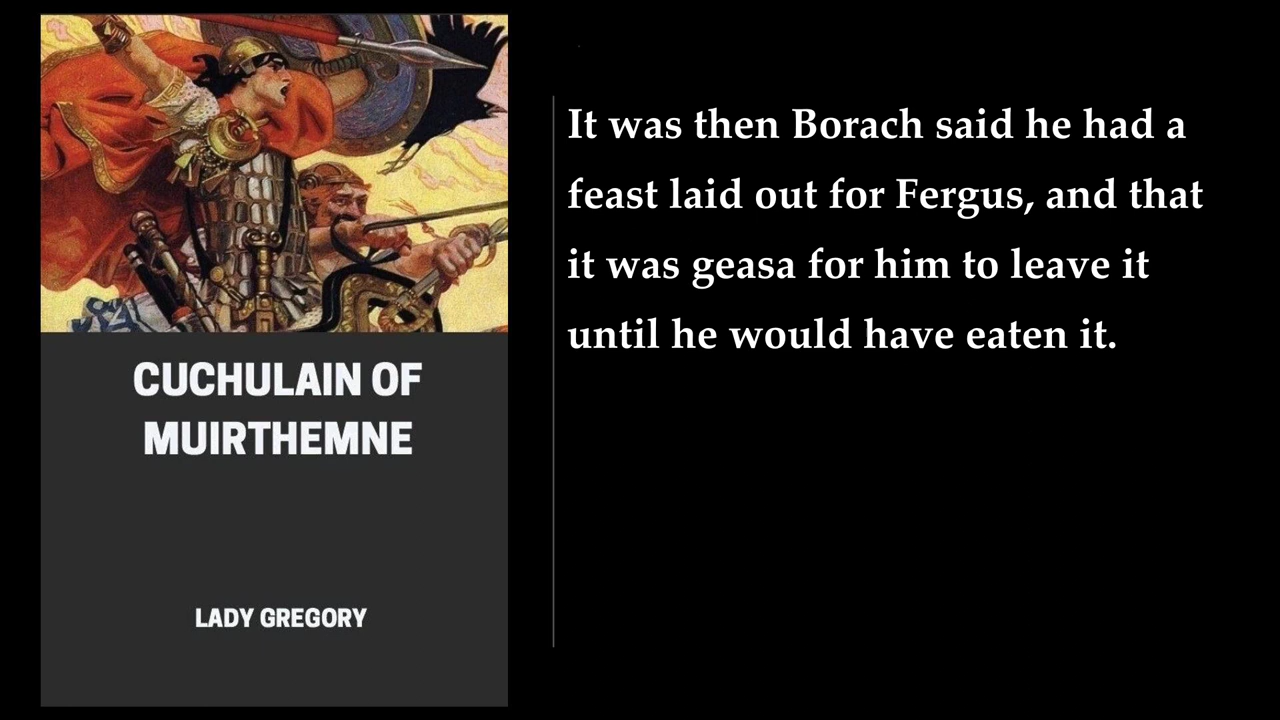 CUCHULAIN OF
MUIRTHEMNE
LADY GREGORY
It was then Borach said he had a
feast laid out for Fergus, and that
it was geasa for him to leave it
until he would have eaten it.